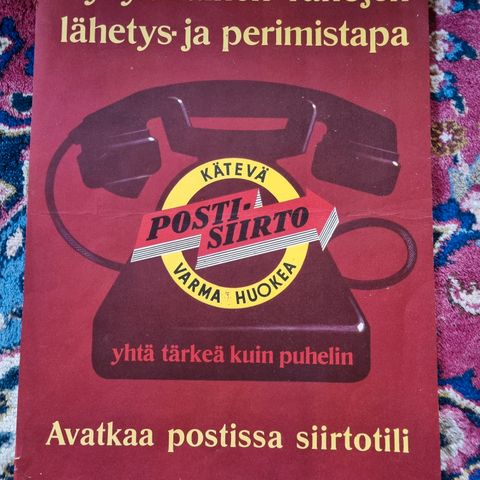 lähetys- ja perimistapa
KÄTEVÄ
POSTI-
SIIRTO
VARMA HUOKEA
yhtä tärkeä kuin puhelin
Avatkaa postissa siirtotili